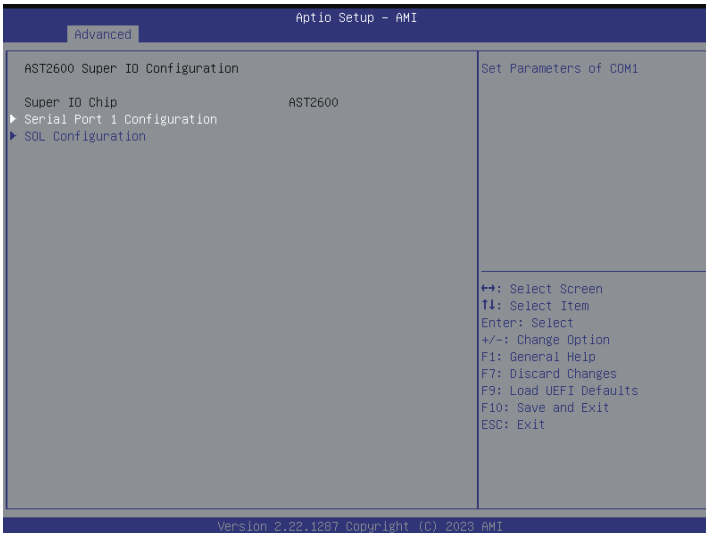 Aptio Setup – AMI
Advanced
AST2600 Super IO Configuration
Super IO Chip AST2600
Serial Port 1 Configuration
SOL Configuration
Set Parameters of COM1
↔: Select Screen
↑↓: Select Item
Enter: Select
+/-: Change Option
F1: General Help
F7: Discard Changes
F9: Load UEFI Defaults
F10: Save and Exit
ESC: Exit
Version 2.22.1287 Copyright (C) 2023 AMI